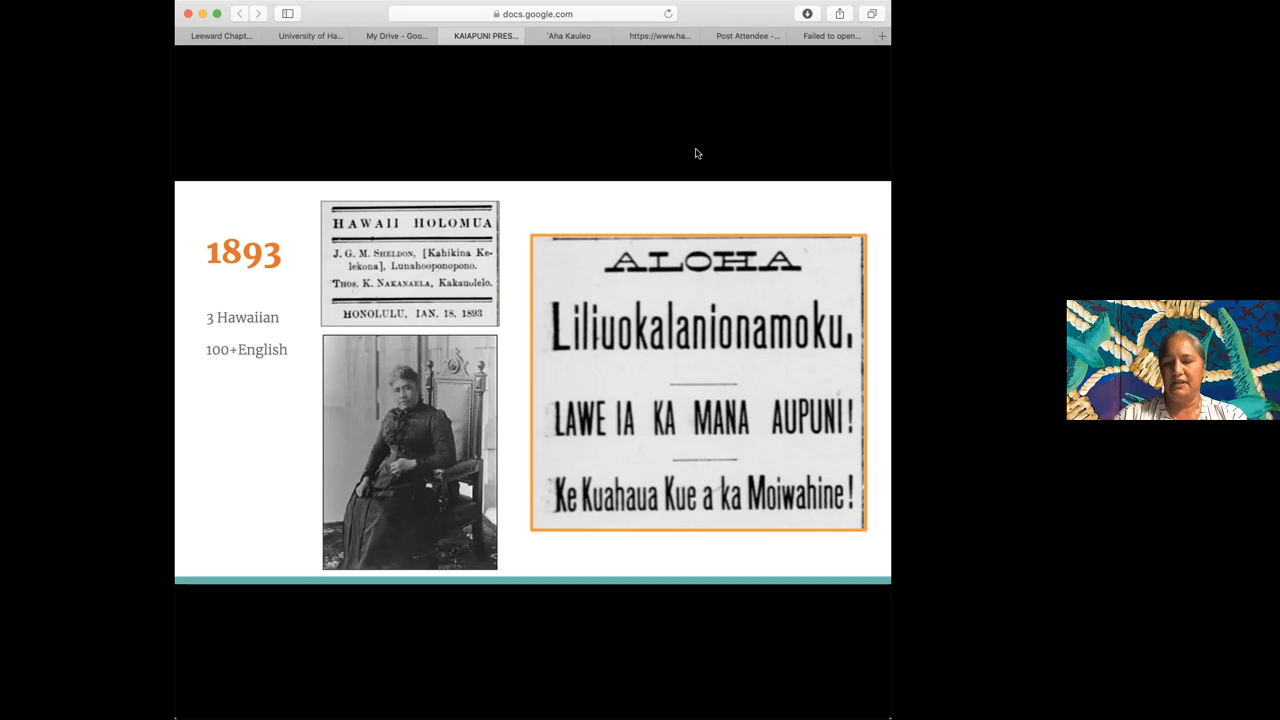 docs.google.com
Leeward Chapt...
University of Ha...
My Drive - Goo...
KAIAPUNI PRES...
ʻAha Kauleo
https://www.ha...
Post Attendee -...
Failed to open...
1893
3 Hawaiian
100+English
HAWAII HOLOMUA
J. G. M. SHELDON, [Kahikina Ke-
lekona], Lunahooponopono.
THOS. K. NAKANAELA, Kakauolelo.
HONOLULU, IAN. 18, 1893
ALOHA
Liliuokalanionamoku.
LAWE IA KA MANA AUPUNI!
Ke Kuahaua Kue a ka Moiwahine!